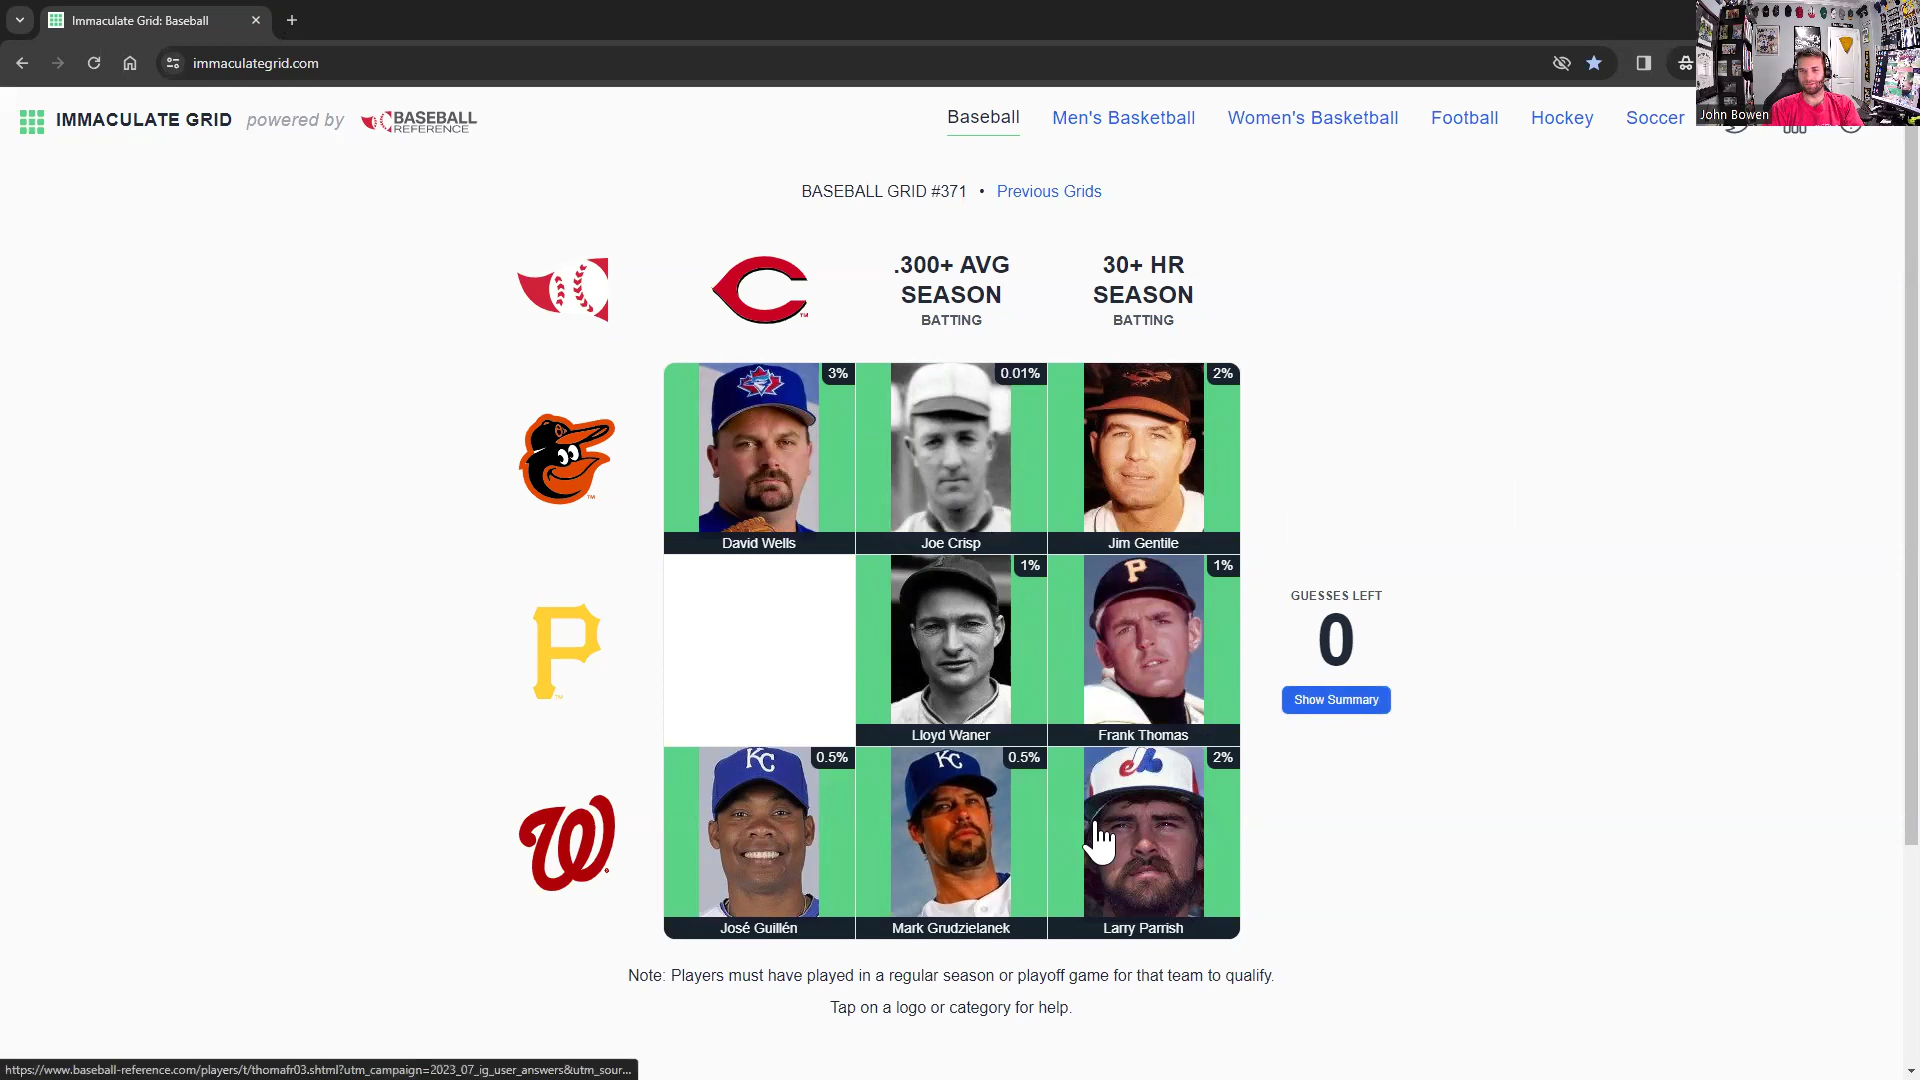 Immaculate Grid: Baseball
immaculategrid.com
John Bowen
IMMACULATE GRID powered by BASEBALL REFERENCE
Baseball Men's Basketball Women's Basketball Football Hockey Soccer
BASEBALL GRID #371 • Previous Grids
.300+ AVG SEASON BATTING
30+ HR SEASON BATTING
3% 0.01% 2%
David Wells Joe Crisp Jim Gentile
1% 1%
P
Lloyd Waner Frank Thomas
GUESSES LEFT
0
Show Summary
0.5% 0.5% 2%
W
José Guillén Mark Grudzielanek Larry Parrish
Note: Players must have played in a regular season or playoff game for that team to qualify.
Tap on a logo or category for help.
https://www.baseball-reference.com/players/t/thomafr03.shtml?utm_campaign=2023_07_ig_user_answers&utm_sour...